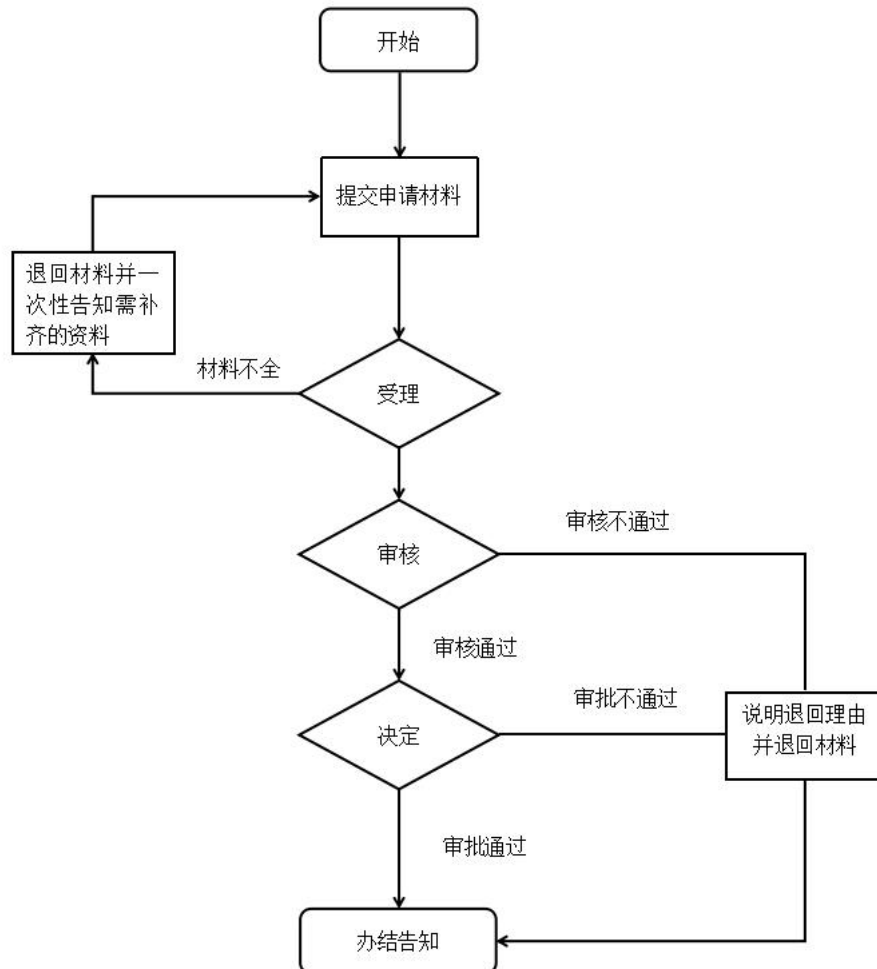 开始
提交申请材料
退回材料并一
次性告知需补
齐的资料
材料不全
受理
审核不通过
审核
审核通过
审批不通过
说明退回理由
并退回材料
决定
审批通过
办结告知